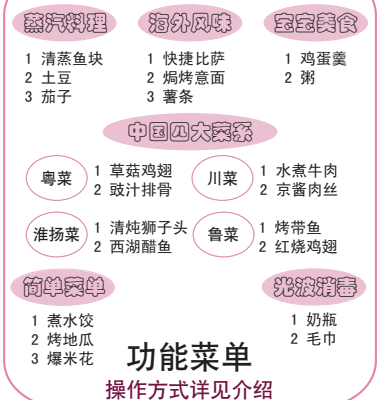 蒸汽料理
1 清蒸鱼块
2 土豆
3 茄子
海外风味
1 快捷比萨
2 焗烤意面
3 薯条
宝宝美食
1 鸡蛋羹
2 粥
中国四大菜系
粤菜
1 草菇鸡翅
2 豉汁排骨
川菜
1 水煮牛肉
2 京酱肉丝
淮扬菜
1 清炖狮子头
2 西湖醋鱼
鲁菜
1 烤带鱼
2 红烧鸡翅
简单菜单
1 煮水饺
2 烤地瓜
3 爆米花
光波消毒
1 奶瓶
2 毛巾
功能菜单
操作方式详见介绍